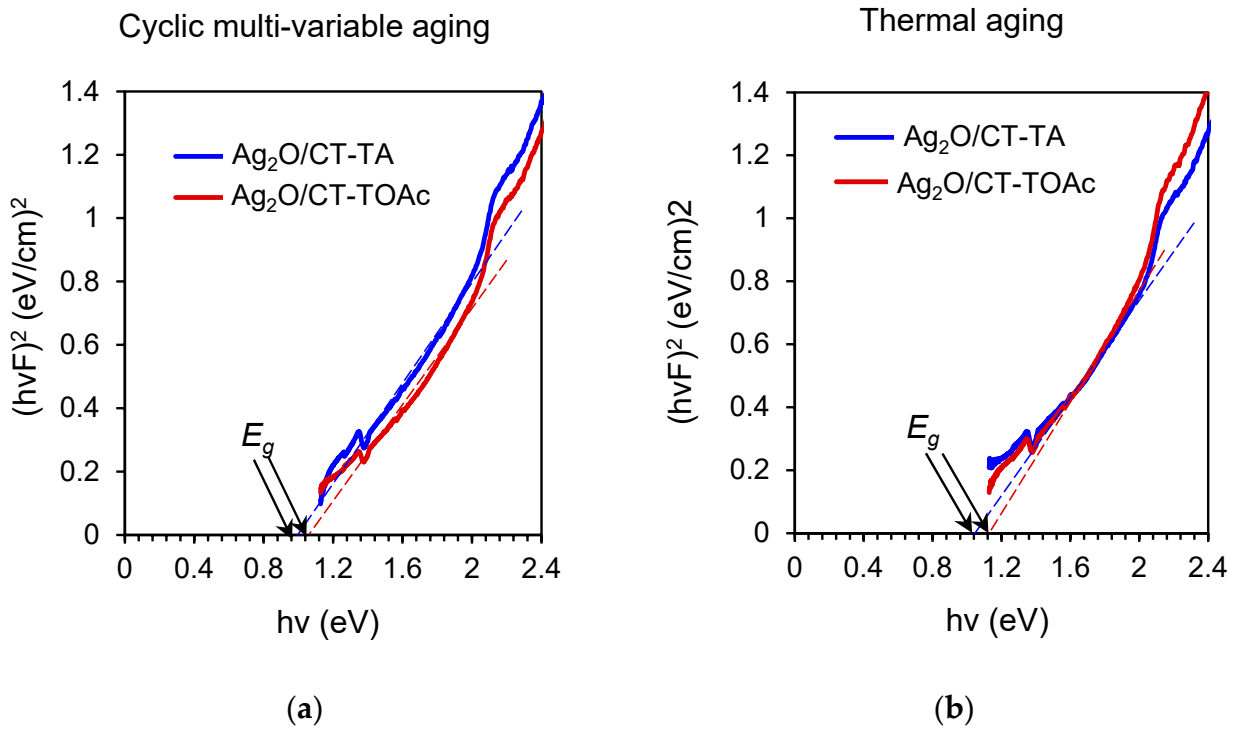 Cyclic multi-variable aging
(hvF)² (eV/cm)²
1.4
1.2
1
0.8
0.6
0.4
0.2
0
Ag₂O/CT-TA
Ag₂O/CT-TOAc
E_g
0 0.4 0.8 1.2 1.6 2 2.4
hv (eV)
(a)
Thermal aging
(hvF)² (eV/cm)2
1.4
1.2
1
0.8
0.6
0.4
0.2
0
Ag₂O/CT-TA
Ag₂O/CT-TOAc
E_g
0 0.4 0.8 1.2 1.6 2 2.4
hv (eV)
(b)